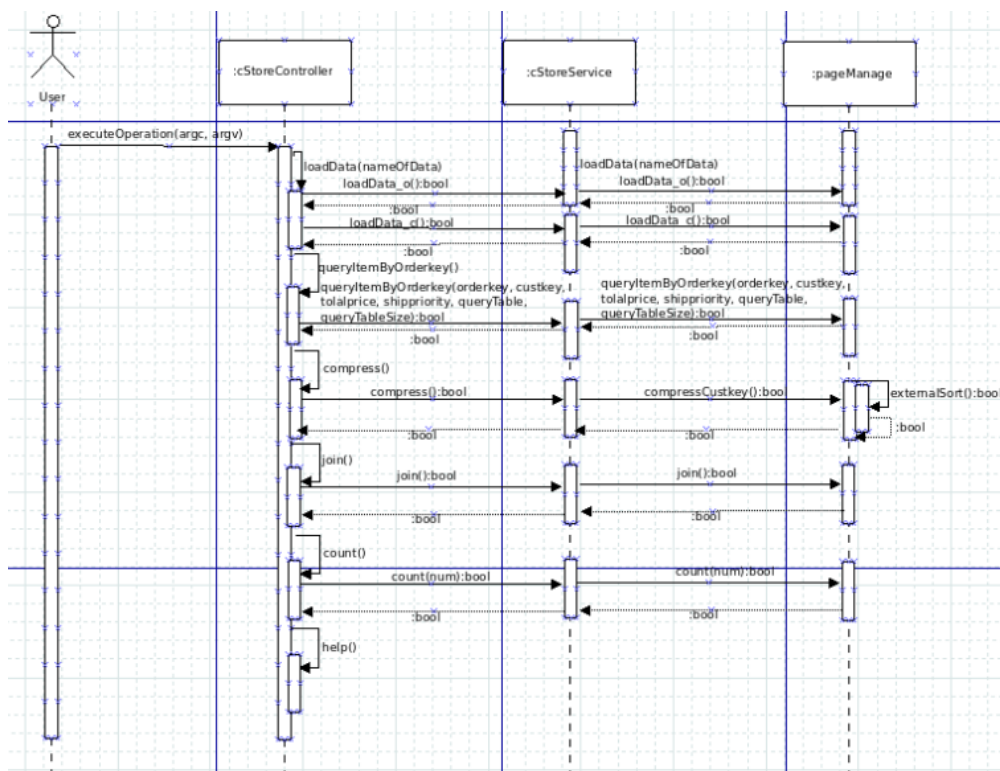 :cStoreController
:cStoreService
:pageManage
User
executeOperation(argc, argv)
loadData(nameOfData)
loadData(nameOfData)
loadData_o():bool
loadData_o():bool
:bool
:bool
loadData_c():bool
loadData_c():bool
:bool
:bool
queryItemByOrderkey()
queryItemByOrderkey(orderkey, custkey,
tolalprice, shippriority, queryTable,
queryTableSize):bool
queryItemByOrderkey(orderkey, custkey,
tolalprice, shippriority, queryTable,
queryTableSize):bool
:bool
:bool
compress()
compress():bool
compressCustkey():bool
externalSort():boo
:bool
:bool
:bool
join()
join():bool
join():bool
:bool
:bool
count()
count(num):bool
count(num):bool
:bool
:bool
help()